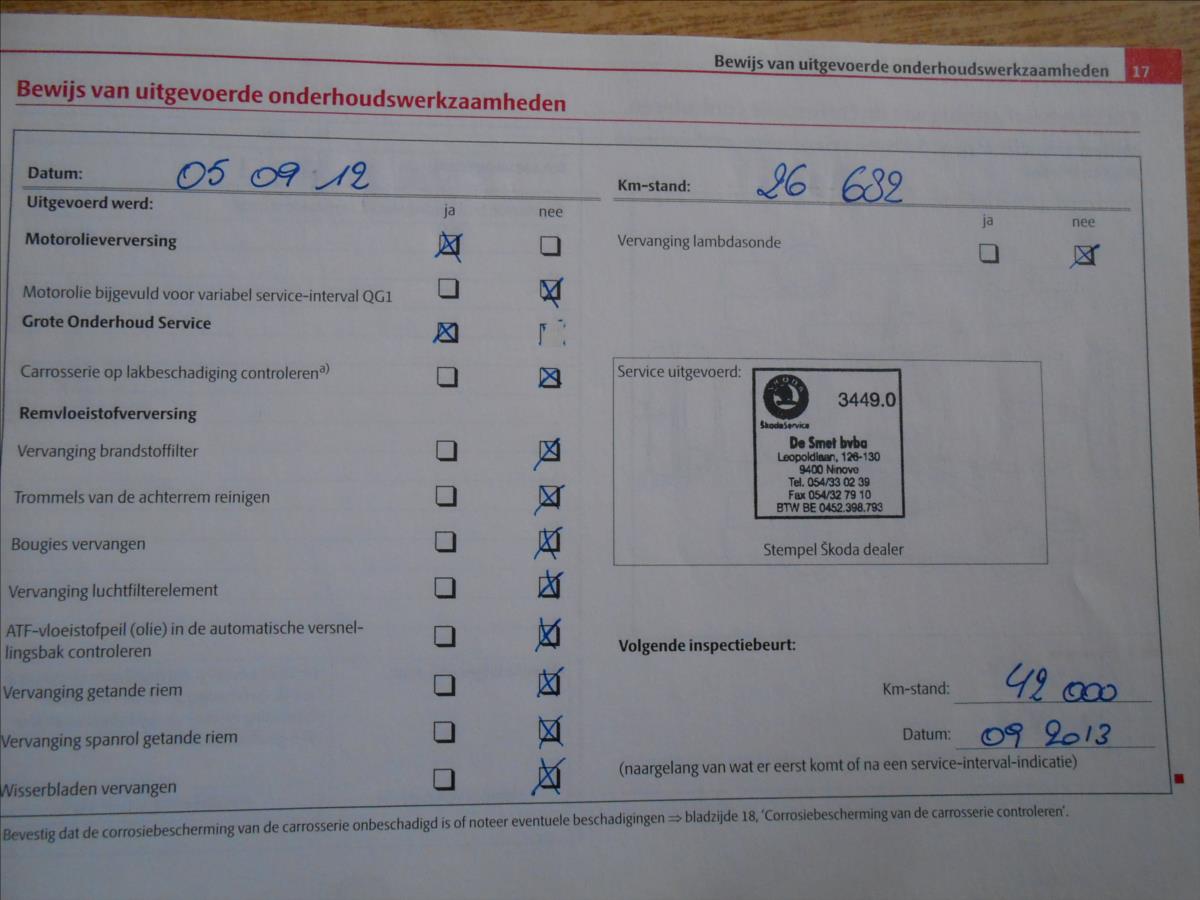 Bewijs van uitgevoerde onderhoudswerkzaamheden 17
Bewijs van uitgevoerde onderhoudswerkzaamheden
Datum: 05 09 12
Uitgevoerd werd:
ja nee
Motorolieverversing
Motorolie bijgevuld voor variabel service-interval QG1
Grote Onderhoud Service
Carrosserie op lakbeschadiging controleren a)
Remvloeistofverversing
Vervanging brandstoffilter
Trommels van de achterrem reinigen
Bougies vervangen
Vervanging luchtfilterelement
ATF-vloeistofpeil (olie) in de automatische versnel-
lingsbak controleren
Vervanging getande riem
Vervanging spanrol getande riem
Wisserbladen vervangen
Km-stand: 26 632
ja nee
Vervanging lambdasonde
Service uitgevoerd:
ŠKODA
ŠkodaService
3449.0
De Smet bvba
Leopoldlaan, 126-130
9400 Ninove
Tel. 054/33 02 39
Fax 054/32 79 10
BTW BE 0452.398.793
Stempel Škoda dealer
Volgende inspectiebeurt:
Km-stand: 42 000
Datum: 09 2013
(naargelang van wat er eerst komt of na een service-interval-indicatie)
Bevestig dat de corrosiebescherming van de carrosserie onbeschadigd is of noteer eventuele beschadigingen ⇒ bladzijde 18, 'Corrosiebescherming van de carrosserie controleren'.